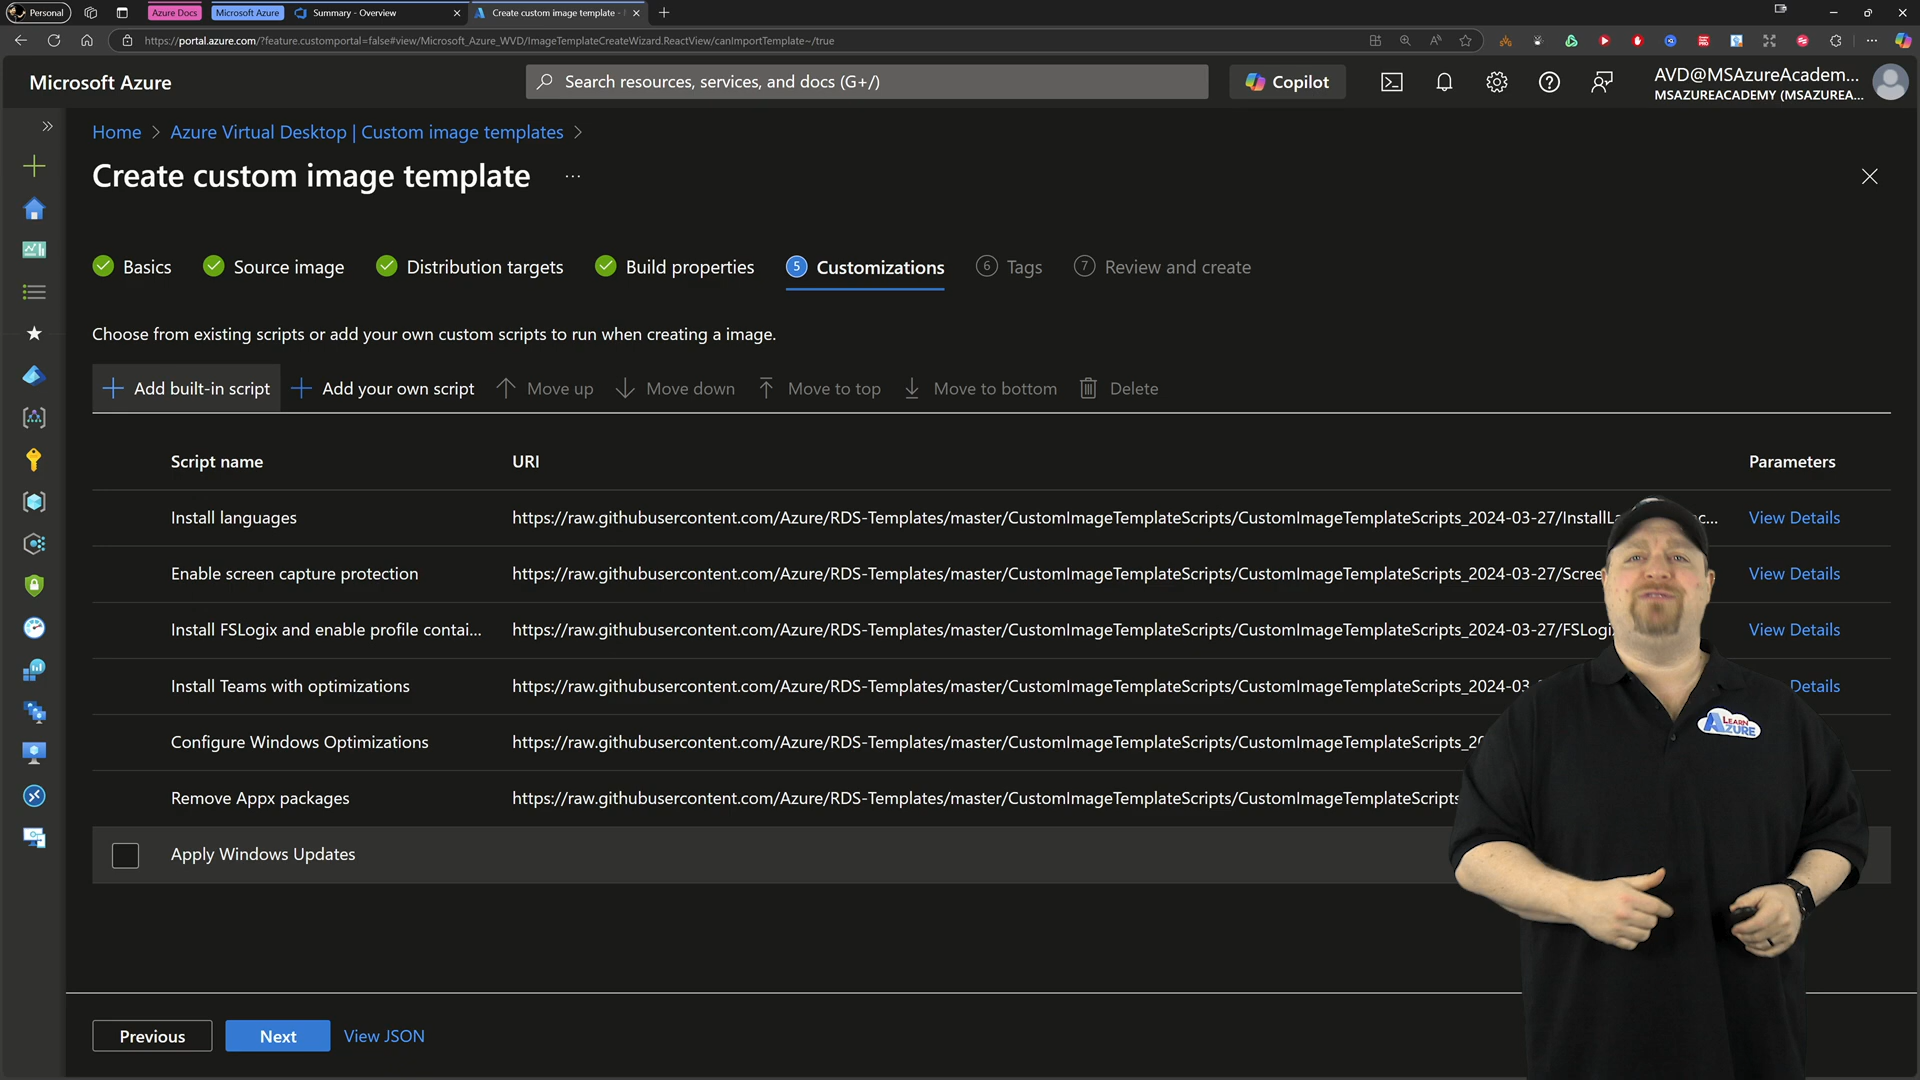 Personal
Azure Docs
Microsoft Azure
Summary - Overview
Create custom image template -
https://portal.azure.com/?feature.customportal=false#view/Microsoft_Azure_WVD/ImageTemplateCreateWizard.ReactView/canImportTemplate~/true
Microsoft Azure
Search resources, services, and docs (G+/)
Copilot
AVD@MSAzureAcadem...
MSAZUREACADEMY (MSAZUREA...
Home > Azure Virtual Desktop | Custom image templates >
Create custom image template ...
Basics
Source image
Distribution targets
Build properties
5 Customizations
6 Tags
7 Review and create
Choose from existing scripts or add your own custom scripts to run when creating a image.
Add built-in script
Add your own script
Move up
Move down
Move to top
Move to bottom
Delete
Script name URI Parameters
Install languages https://raw.githubusercontent.com/Azure/RDS-Templates/master/CustomImageTemplateScripts/CustomImageTemplateScripts_2024-03-27/InstallLa c... View Details
Enable screen capture protection https://raw.githubusercontent.com/Azure/RDS-Templates/master/CustomImageTemplateScripts/CustomImageTemplateScripts_2024-03-27/Scree View Details
Install FSLogix and enable profile contai... https://raw.githubusercontent.com/Azure/RDS-Templates/master/CustomImageTemplateScripts/CustomImageTemplateScripts_2024-03-27/FSLogi View Details
Install Teams with optimizations https://raw.githubusercontent.com/Azure/RDS-Templates/master/CustomImageTemplateScripts/CustomImageTemplateScripts_2024-03- Details
Configure Windows Optimizations https://raw.githubusercontent.com/Azure/RDS-Templates/master/CustomImageTemplateScripts/CustomImageTemplateScripts_20
Remove Appx packages https://raw.githubusercontent.com/Azure/RDS-Templates/master/CustomImageTemplateScripts/CustomImageTemplateScripts
Apply Windows Updates
LEARN
AZURE
Previous
Next
View JSON